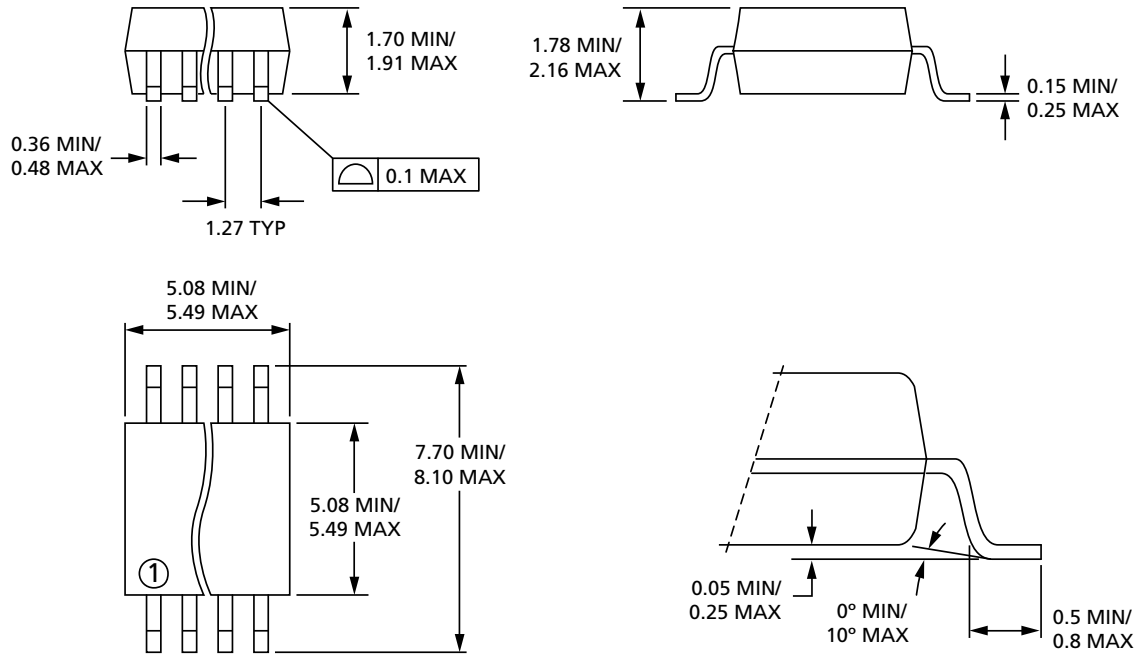 1.70 MIN/
1.91 MAX
1.78 MIN/
2.16 MAX
0.15 MIN/
0.25 MAX
0.36 MIN/
0.48 MAX
0.1 MAX
1.27 TYP
5.08 MIN/
5.49 MAX
7.70 MIN/
8.10 MAX
5.08 MIN/
5.49 MAX
1
0.05 MIN/
0.25 MAX
0º MIN/
10º MAX
0.5 MIN/
0.8 MAX